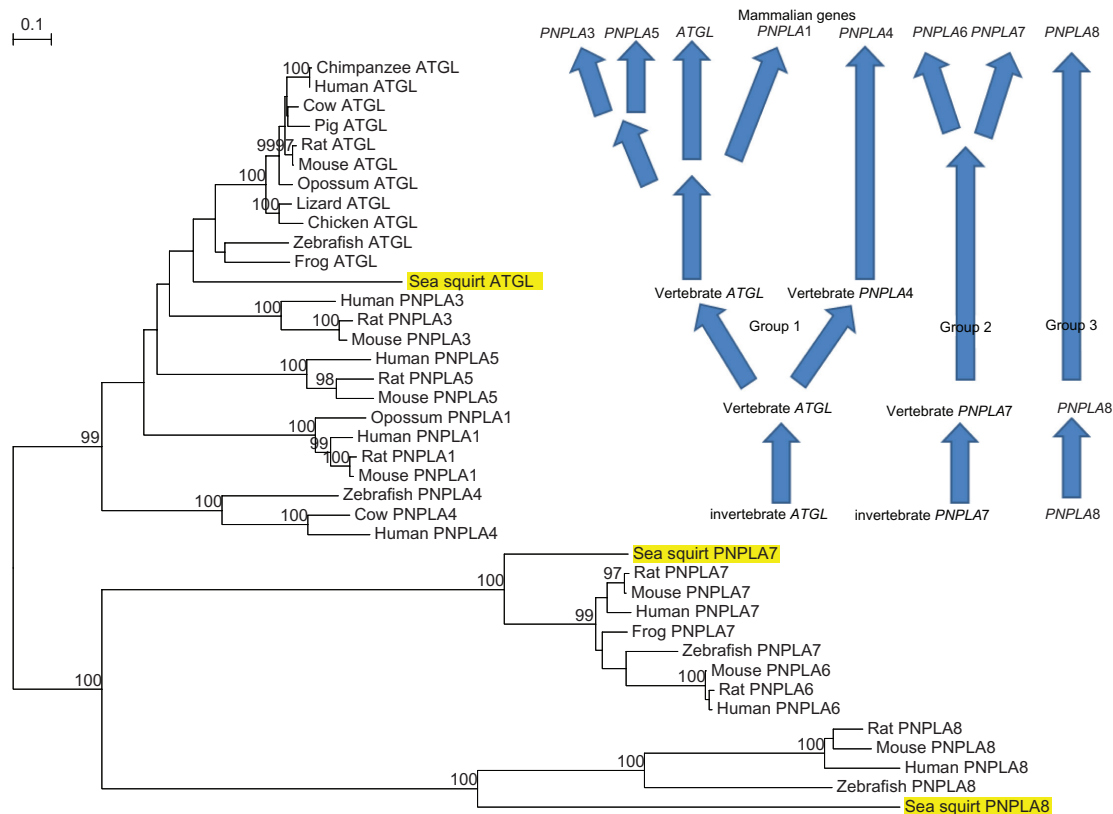 0.1
Mammalian genes
PNPLA3 PNPLA5 ATGL PNPLA1 PNPLA4 PNPLA6 PNPLA7 PNPLA8
100 Chimpanzee ATGL
Human ATGL
Cow ATGL
Pig ATGL
9997 Rat ATGL
Mouse ATGL
100 Opossum ATGL
100 Lizard ATGL
Chicken ATGL
Zebrafish ATGL
Frog ATGL
Sea squirt ATGL
100 Human PNPLA3
100 Rat PNPLA3
Mouse PNPLA3
100 Human PNPLA5
98 Rat PNPLA5
Mouse PNPLA5
100 Opossum PNPLA1
99 Human PNPLA1
100 Rat PNPLA1
Mouse PNPLA1
99
100 Zebrafish PNPLA4
100 Cow PNPLA4
Human PNPLA4
100 Sea squirt PNPLA7
97 Rat PNPLA7
Mouse PNPLA7
99 Human PNPLA7
Frog PNPLA7
Zebrafish PNPLA7
100 Mouse PNPLA6
Rat PNPLA6
Human PNPLA6
100
100 Rat PNPLA8
Mouse PNPLA8
100 Human PNPLA8
Zebrafish PNPLA8
100 Sea squirt PNPLA8
Vertebrate ATGL Vertebrate PNPLA4
Group 1 Group 2 Group 3
Vertebrate ATGL Vertebrate PNPLA7 PNPLA8
invertebrate ATGL invertebrate PNPLA7 PNPLA8